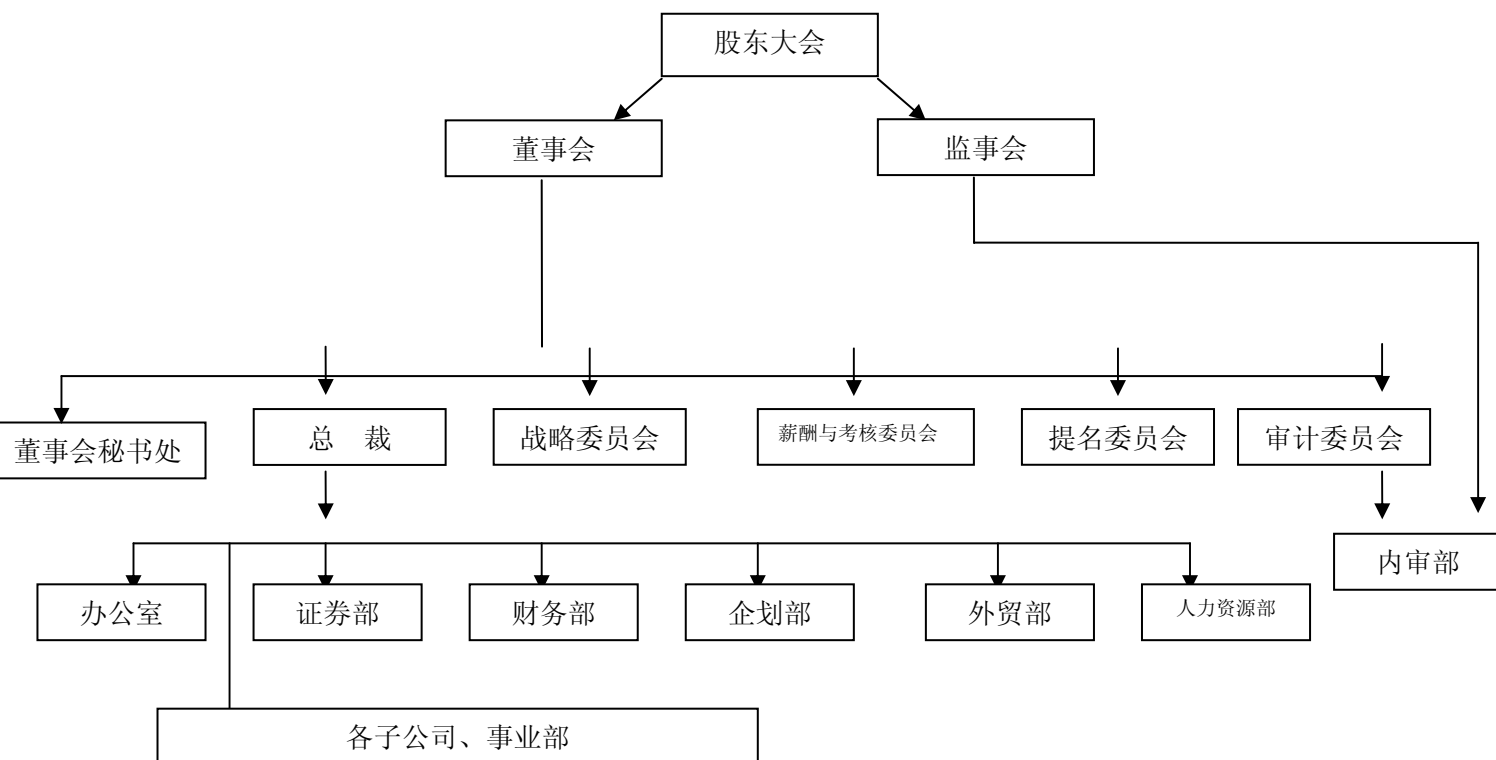 股东大会
董事会
监事会
董事会秘书处
总　裁
战略委员会
薪酬与考核委员会
提名委员会
审计委员会
内审部
办公室
证券部
财务部
企划部
外贸部
人力资源部
各子公司、事业部